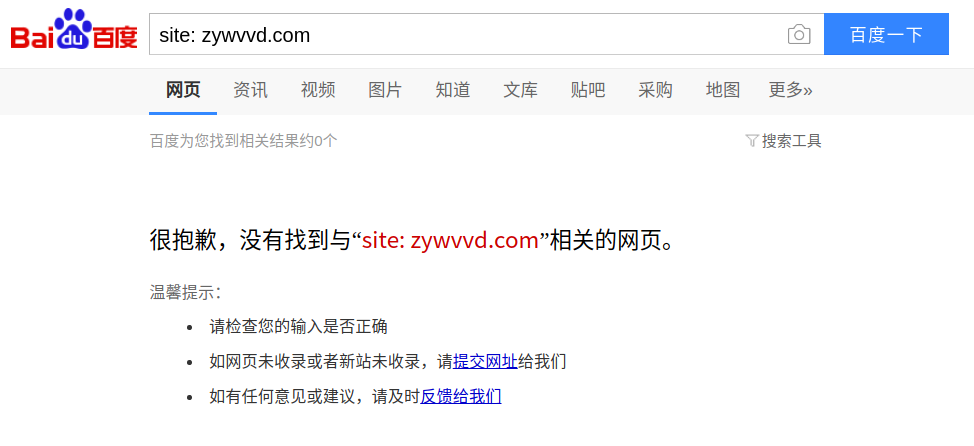 Bai du 百度 site: zywvvd.com 百度一下
网页 资讯 视频 图片 知道 文库 贴吧 采购 地图 更多»
百度为您找到相关结果约0个 搜索工具
很抱歉，没有找到与“site: zywvvd.com”相关的网页。
温馨提示：
请检查您的输入是否正确
如网页未收录或者新站未收录，请提交网址给我们
如有任何意见或建议，请及时反馈给我们